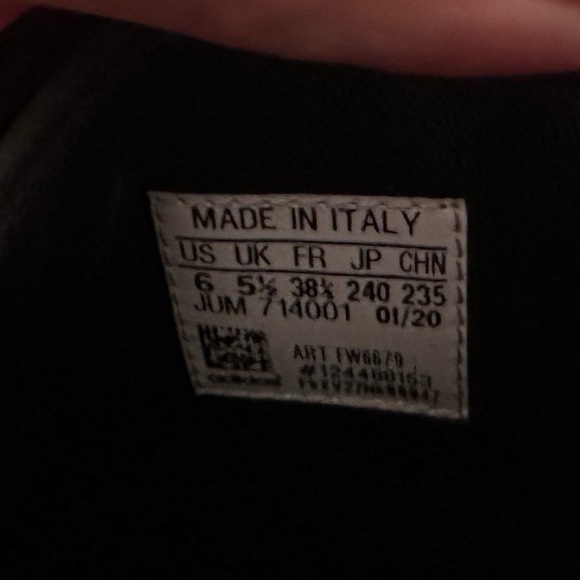 MADE IN ITALY
US UK FR JP CHN
6 5½ 38⅔ 240 235
JUM 714001 01/20
ART FW6679
adidas